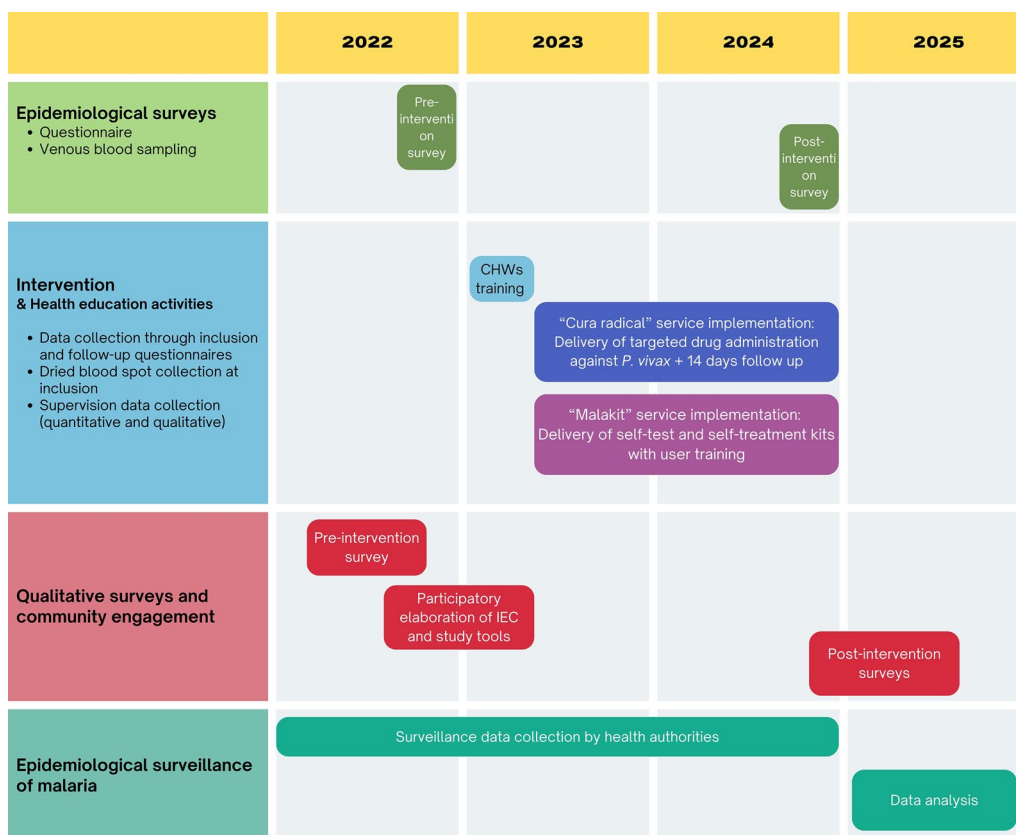 2022 2023 2024 2025
Epidemiological surveys
• Questionnaire
• Venous blood sampling
Pre-
interventi
on
survey
Post-
interventi
on
survey
Intervention
& Health education activities
• Data collection through inclusion
and follow-up questionnaires
• Dried blood spot collection at
inclusion
• Supervision data collection
(quantitative and qualitative)
CHWs
training
“Cura radical” service implementation:
Delivery of targeted drug administration
against P. vivax + 14 days follow up
“Malakit” service implementation:
Delivery of self-test and self-treatment kits
with user training
Qualitative surveys and
community engagement
Pre-intervention
survey
Participatory
elaboration of IEC
and study tools
Post-intervention
surveys
Epidemiological surveillance
of malaria
Surveillance data collection by health authorities
Data analysis